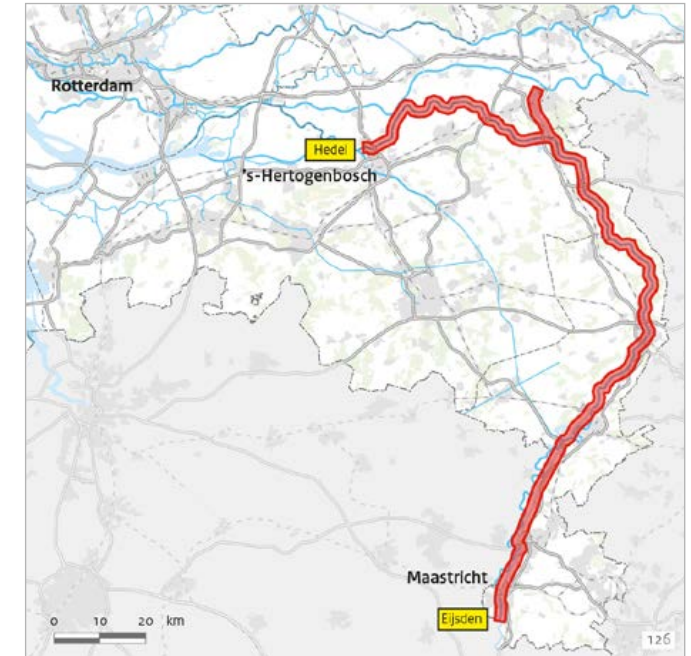 Rotterdam
Hedel
's-Hertogenbosch
Maastricht
Eijsden
0 10 20 km
126